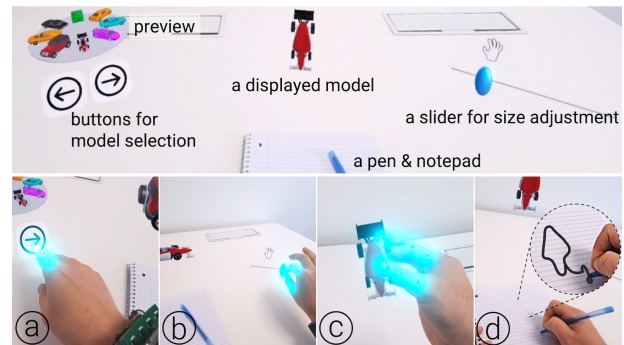 preview
a displayed model
buttons for
model selection
a slider for size adjustment
a pen & notepad
a
b
c
d